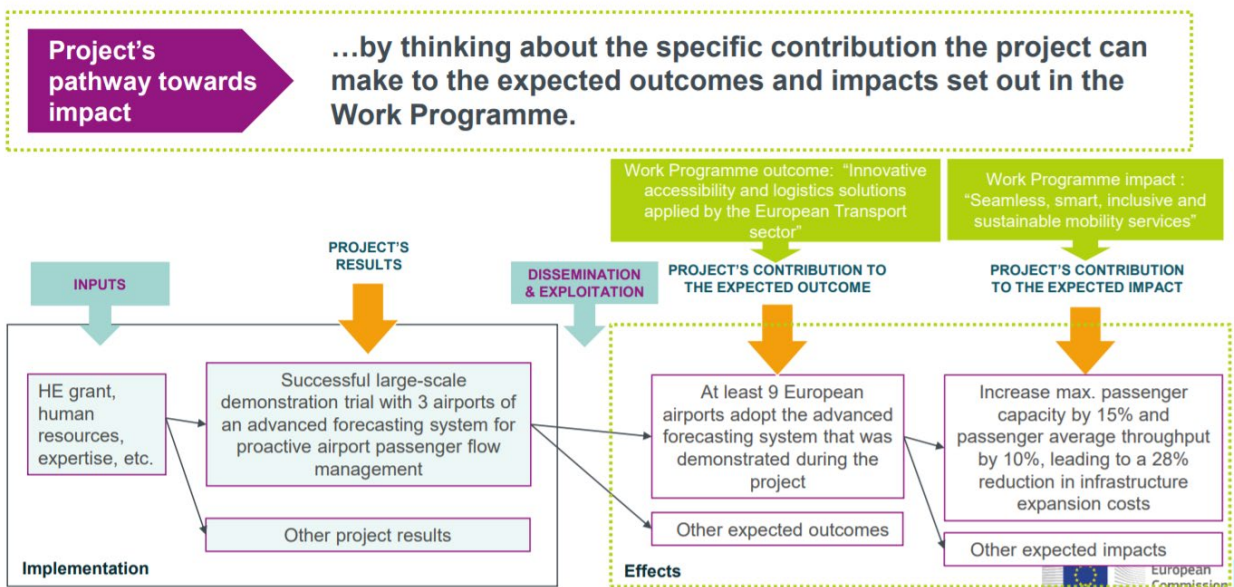 Project's
pathway towards
impact
…by thinking about the specific contribution the project can
make to the expected outcomes and impacts set out in the
Work Programme.
Work Programme outcome: “Innovative
accessibility and logistics solutions
applied by the European Transport
sector”
Work Programme impact :
“Seamless, smart, inclusive and
sustainable mobility services”
INPUTS
PROJECT'S
RESULTS
DISSEMINATION
& EXPLOITATION
PROJECT'S CONTRIBUTION TO
THE EXPECTED OUTCOME
PROJECT'S CONTRIBUTION
TO THE EXPECTED IMPACT
HE grant,
human
resources,
expertise, etc.
Successful large-scale
demonstration trial with 3 airports of
an advanced forecasting system for
proactive airport passenger flow
management
Other project results
At least 9 European
airports adopt the advanced
forecasting system that was
demonstrated during the
project
Other expected outcomes
Increase max. passenger
capacity by 15% and
passenger average throughput
by 10%, leading to a 28%
reduction in infrastructure
expansion costs
Other expected impacts
Implementation
Effects
European
Commission